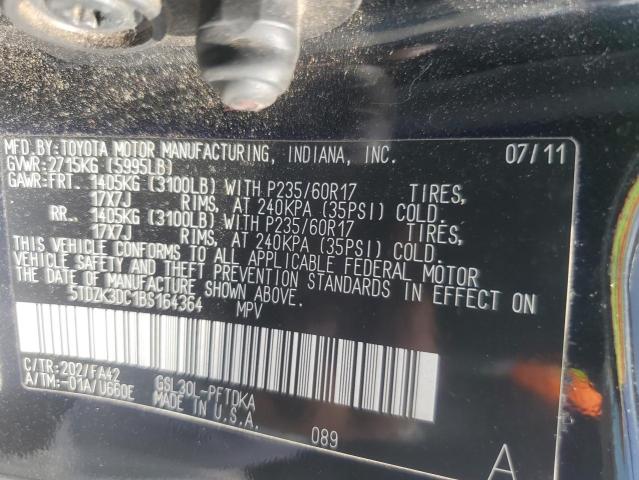 MFD.BY:TOYOTA MOTOR MANUFACTURING, INDIANA, INC. 07/11
GVWR:2715KG (5995LB)
GAWR:FRT. 1405KG (3100LB) WITH P235/60R17 TIRES,
17X7J RIMS, AT 240KPA (35PSI) COLD.
RR. 1405KG (3100LB) WITH P235/60R17 TIRES,
17X7J RIMS, AT 240KPA (35PSI) COLD.
THIS VEHICLE CONFORMS TO ALL APPLICABLE FEDERAL MOTOR
VEHICLE SAFETY AND THEFT PREVENTION STANDARDS IN EFFECT ON
THE DATE OF MANUFACTURE SHOWN ABOVE.
5TDZK3DC1BS164364 MPV
C/TR:202/FA42 GSL30L-PFTDKA
A/TM:-01A/U660E MADE IN U.S.A.
089
A